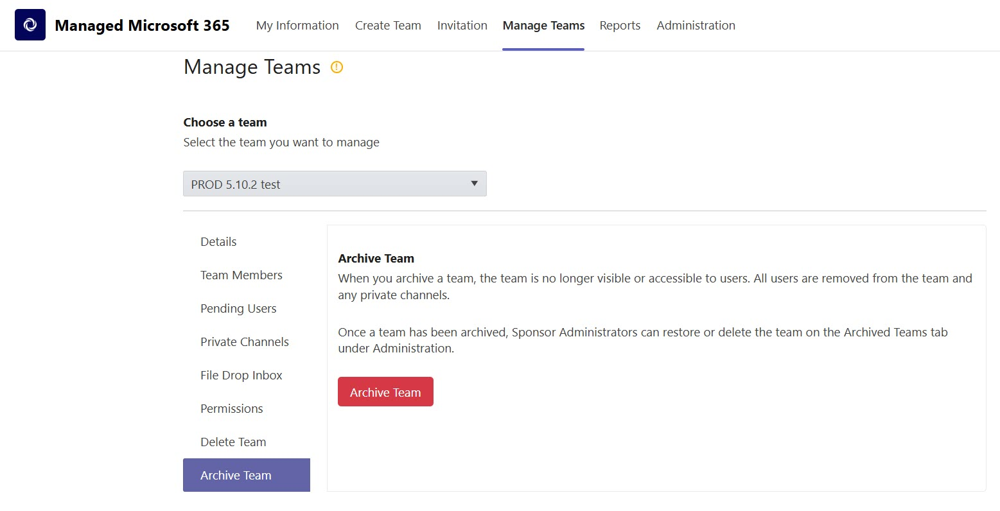 Managed Microsoft 365
My Information
Create Team
Invitation
Manage Teams
Reports
Administration
Manage Teams
Choose a team
Select the team you want to manage
PROD 5.10.2 test
Details
Team Members
Pending Users
Private Channels
File Drop Inbox
Permissions
Delete Team
Archive Team
Archive Team
When you archive a team, the team is no longer visible or accessible to users. All users are removed from the team and
any private channels.
Once a team has been archived, Sponsor Administrators can restore or delete the team on the Archived Teams tab
under Administration.
Archive Team